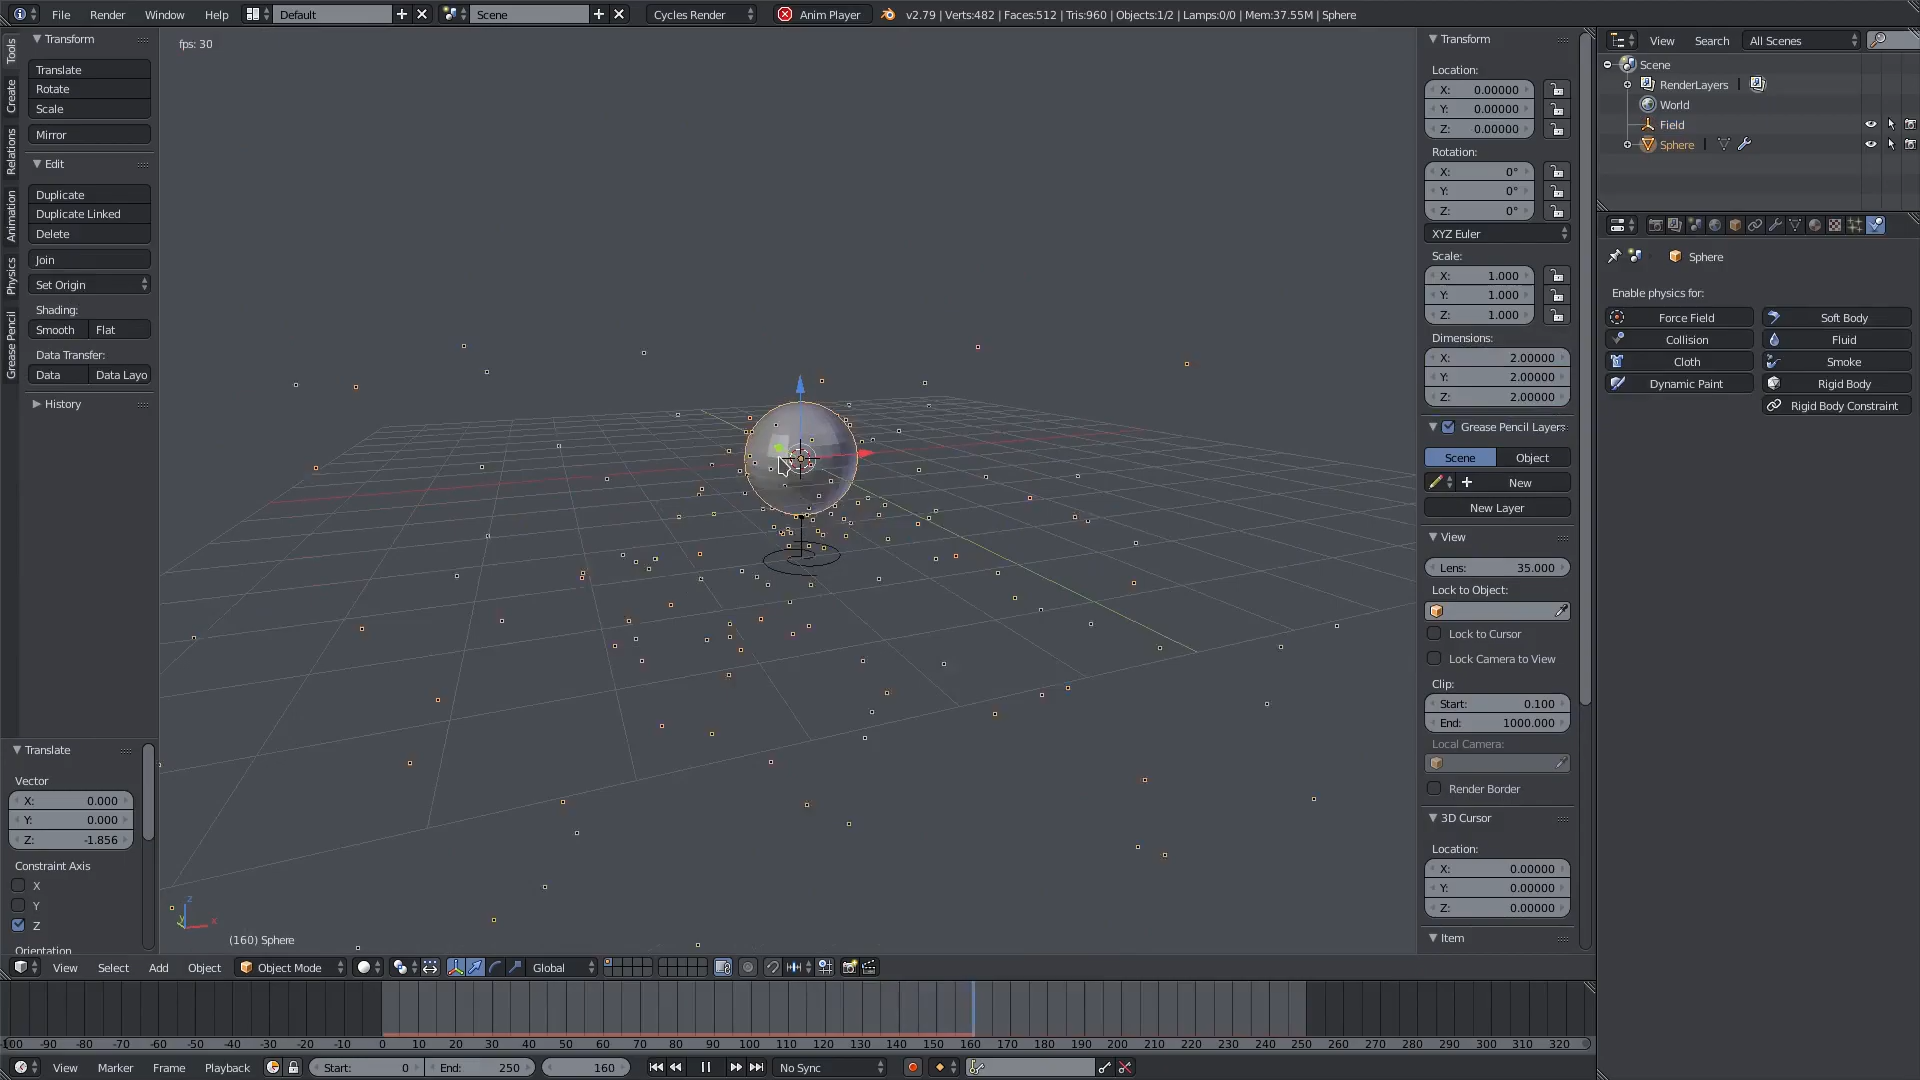 File Render Window Help Default Scene Cycles Render Anim Player v2.79 | Verts:482 | Faces:512 | Tris:960 | Objects:1/2 | Lamps:0/0 | Mem:37.55M | Sphere
Tools
Create
Relations
Animation
Physics
Grease Pencil
Transform
Translate
Rotate
Scale
Mirror
Edit
Duplicate
Duplicate Linked
Delete
Join
Set Origin
Shading:
Smooth Flat
Data Transfer:
Data Data Layo
History
Translate
Vector
X: 0.000
Y: 0.000
Z: -1.856
Constraint Axis
X
Y
Z
Orientation
fps: 30
z
y
x
(160) Sphere
Transform
Location:
X: 0.00000
Y: 0.00000
Z: 0.00000
Rotation:
X: 0°
Y: 0°
Z: 0°
XYZ Euler
Scale:
X: 1.000
Y: 1.000
Z: 1.000
Dimensions:
X: 2.00000
Y: 2.00000
Z: 2.00000
Grease Pencil Layers
Scene Object
New
New Layer
View
Lens: 35.000
Lock to Object:
Lock to Cursor
Lock Camera to View
Clip:
Start: 0.100
End: 1000.000
Local Camera:
Render Border
3D Cursor
Location:
X: 0.00000
Y: 0.00000
Z: 0.00000
Item
View Search All Scenes
Scene
RenderLayers |
World
Field
Sphere |
Sphere
Enable physics for:
Force Field Soft Body
Collision Fluid
Cloth Smoke
Dynamic Paint Rigid Body
Rigid Body Constraint
View Select Add Object Object Mode Global
-100 -90 -80 -70 -60 -50 -40 -30 -20 -10 0 10 20 30 40 50 60 70 80 90 100 110 120 130 140 150 160 170 180 190 200 210 220 230 240 250 260 270 280 290 300 310 320
View Marker Frame Playback Start: 0 End: 250 160 No Sync